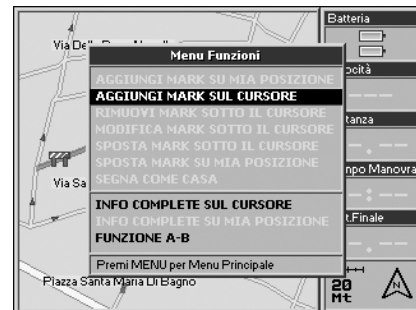 Batteria
Menu Funzioni
AGGIUNGI MARK SU MIA POSIZIONE
AGGIUNGI MARK SUL CURSORE
RIMUOVI MARK SOTTO IL CURSORE
MODIFICA MARK SOTTO IL CURSORE
SPOSTA MARK SOTTO IL CURSORE
SPOSTA MARK SU MIA POSIZIONE
SEGNA COME CASA
INFO COMPLETE SUL CURSORE
INFO COMPLETE SU MIA POSIZIONE
FUNZIONE A-B
Premi MENU per Menu Principale
Via
Via Sa
Piazza Santa Maria Di Bagno
ocità
tanza
mpo Manovra
t.Finale
20
Mt
N